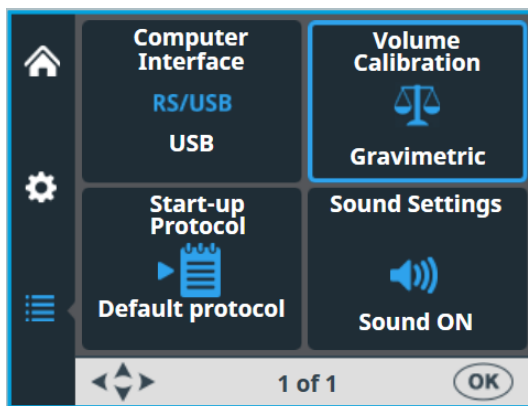 Computer
Interface
RS/USB
USB
Volume
Calibration
Gravimetric
Start-up
Protocol
Default protocol
Sound Settings
Sound ON
1 of 1
OK